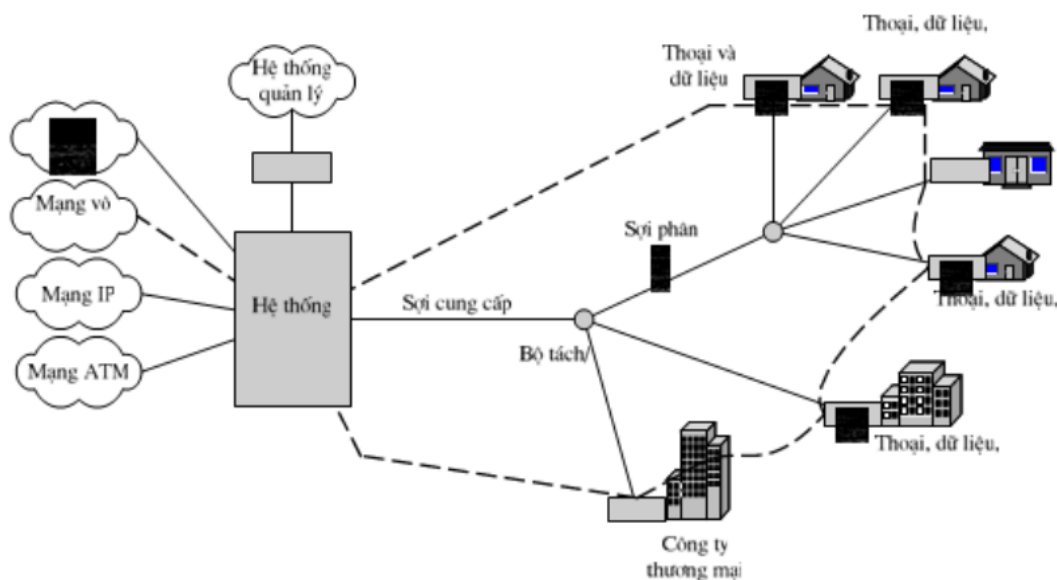 Thoại, dữ liệu,
Thoại và
dữ liệu
Hệ thống
quản lý
Mạng vô
Mạng IP
Mạng ATM
Hệ thống
Sợi cung cấp
Sợi phân
Bộ tách/
Thoại, dữ liệu,
Thoại, dữ liệu,
Công ty
thương mại